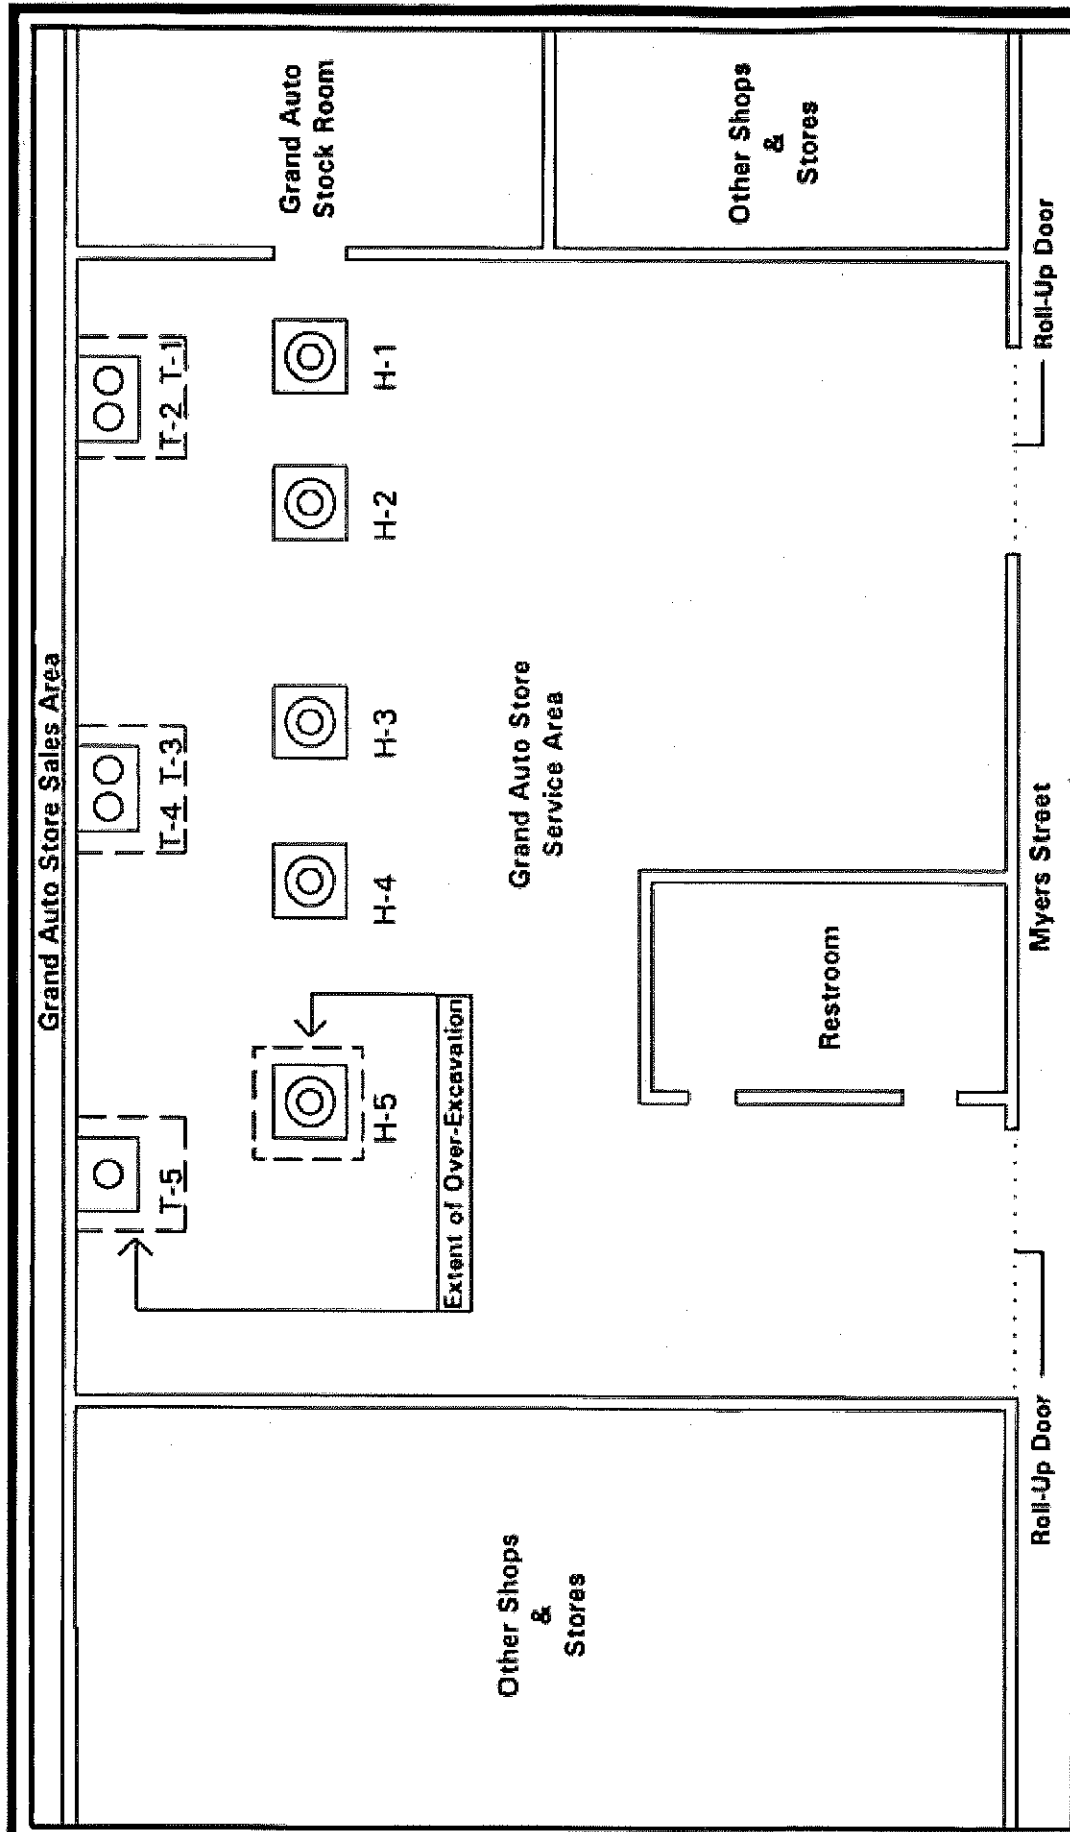 Grand Auto Store Sales Area
T-5
T-4 T-3
T-2 T-1
H-5
H-4
H-3
H-2
H-1
Grand Auto
Stock Room
Extent of Over-Excavation
Grand Auto Store
Service Area
Other Shops
&
Stores
Restroom
Other Shops
&
Stores
Roll-Up Door
Myers Street
Roll-Up Door